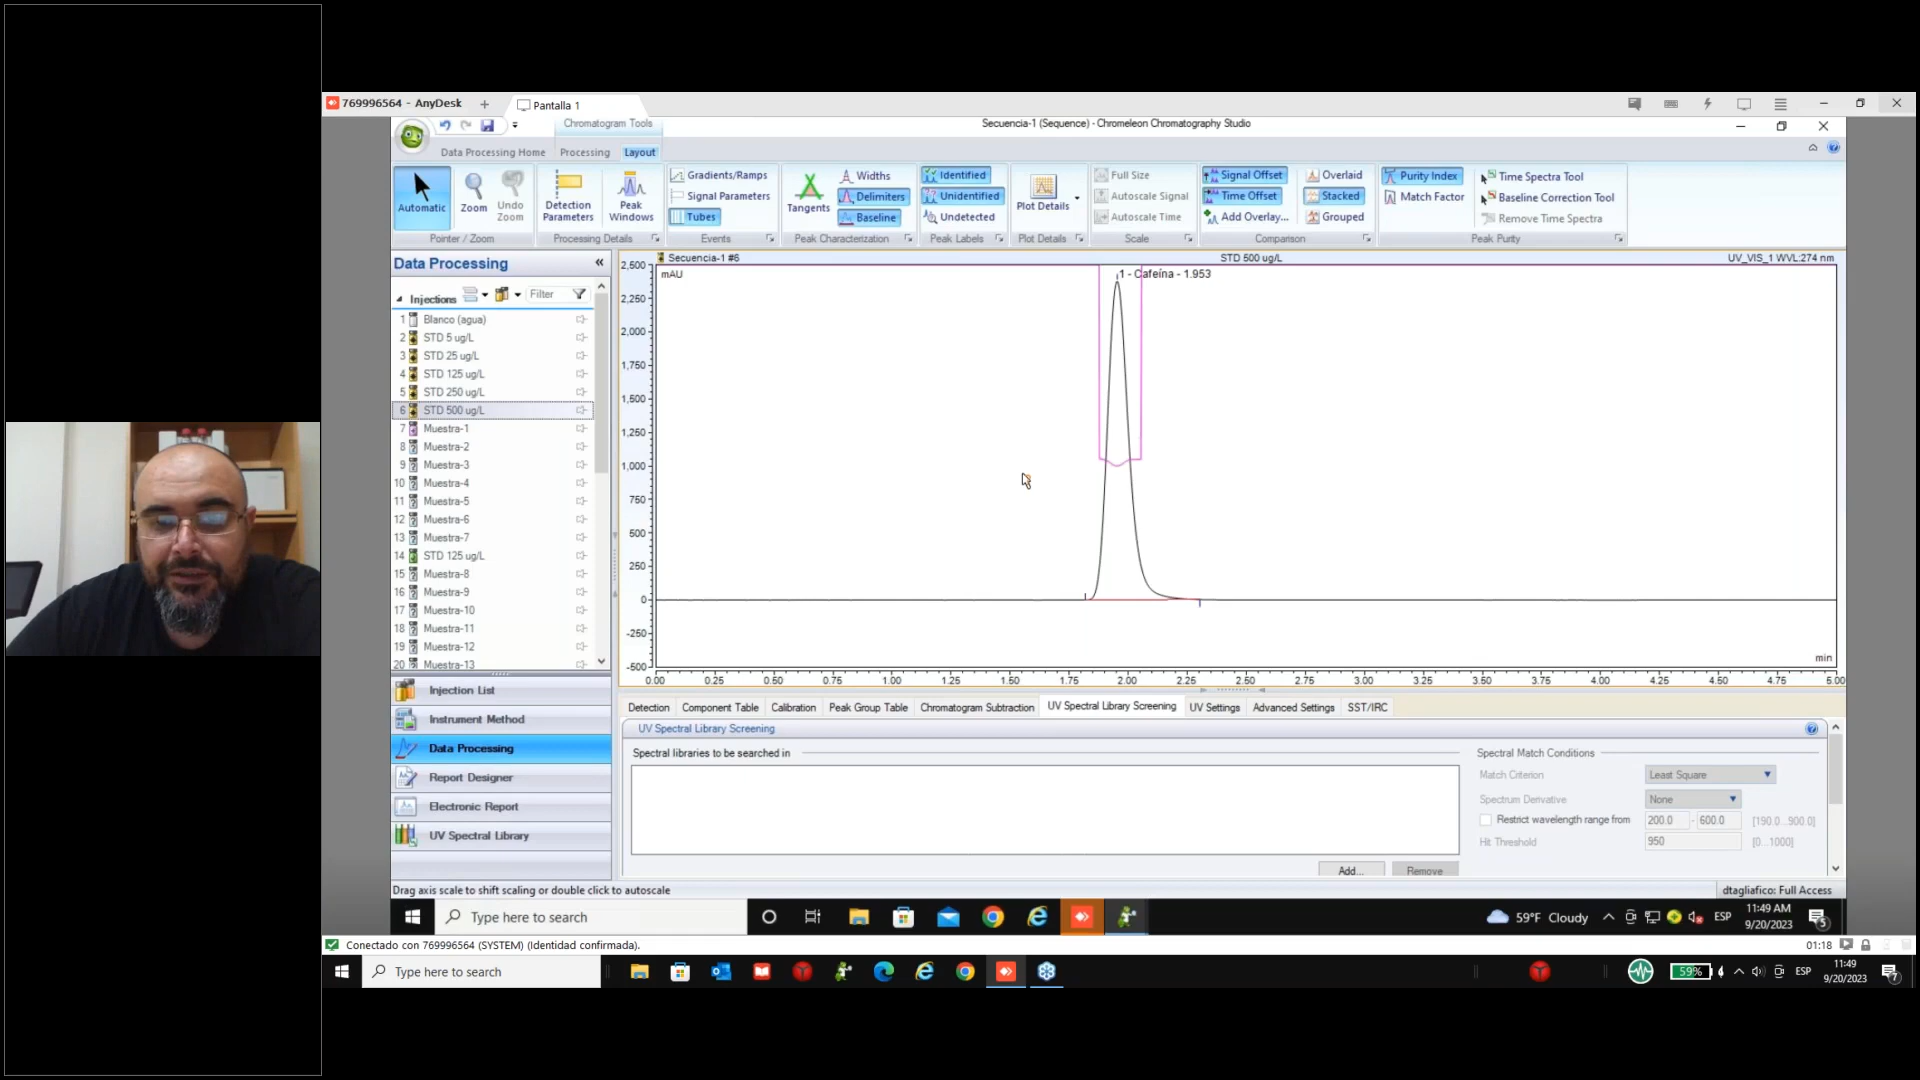 769996564 - AnyDesk
Pantalla 1
Chromatogram Tools
Secuencia-1 (Sequence) - Chromeleon Chromatography Studio
Data Processing Home Processing Layout
Automatic
Zoom
Undo Zoom
Pointer / Zoom
Detection Parameters
Peak Windows
Processing Details
Gradients/Ramps
Signal Parameters
Tubes
Events
Tangents
Widths
Delimiters
Baseline
Peak Characterization
Identified
Unidentified
Undetected
Peak Labels
Plot Details
Plot Details
Full Size
Autoscale Signal
Autoscale Time
Scale
Signal Offset
Time Offset
Add Overlay...
Overlaid
Stacked
Grouped
Comparison
Purity Index
Match Factor
Time Spectra Tool
Baseline Correction Tool
Remove Time Spectra
Peak Purity
Data Processing
Injections
Filter
1 Blanco (agua)
2 STD 5 ug/L
3 STD 25 ug/L
4 STD 125 ug/L
5 STD 250 ug/L
6 STD 500 ug/L
7 Muestra-1
8 Muestra-2
9 Muestra-3
10 Muestra-4
11 Muestra-5
12 Muestra-6
13 Muestra-7
14 STD 125 ug/L
15 Muestra-8
16 Muestra-9
17 Muestra-10
18 Muestra-11
19 Muestra-12
20 Muestra-13
Injection List
Instrument Method
Data Processing
Report Designer
Electronic Report
UV Spectral Library
Secuencia-1 #6
STD 500 ug/L
UV_VIS_1 WVL:274 nm
mAU
1 - Cafeína - 1.953
2,500
2,250
2,000
1,750
1,500
1,250
1,000
750
500
250
0
-250
-500
min
0.00 0.25 0.50 0.75 1.00 1.25 1.50 1.75 2.00 2.25 2.50 2.75 3.00 3.25 3.50 3.75 4.00 4.25 4.50 4.75 5.00
Detection Component Table Calibration Peak Group Table Chromatogram Subtraction UV Spectral Library Screening UV Settings Advanced Settings SST/IRC
UV Spectral Library Screening
Spectral libraries to be searched in
Add... Remove
Spectral Match Conditions
Match Criterion Least Square
Spectrum Derivative None
Restrict wavelength range from 200.0 - 600.0 [190.0...900.0]
Hit Threshold 950 [0...1000]
Drag axis scale to shift scaling or double click to autoscale
dtagliafico: Full Access
Type here to search
59°F Cloudy
ESP
11:49 AM
9/20/2023
5
Conectado con 769996564 (SYSTEM) (Identidad confirmada).
01:18
Type here to search
59%
ESP
11:49
9/20/2023
7